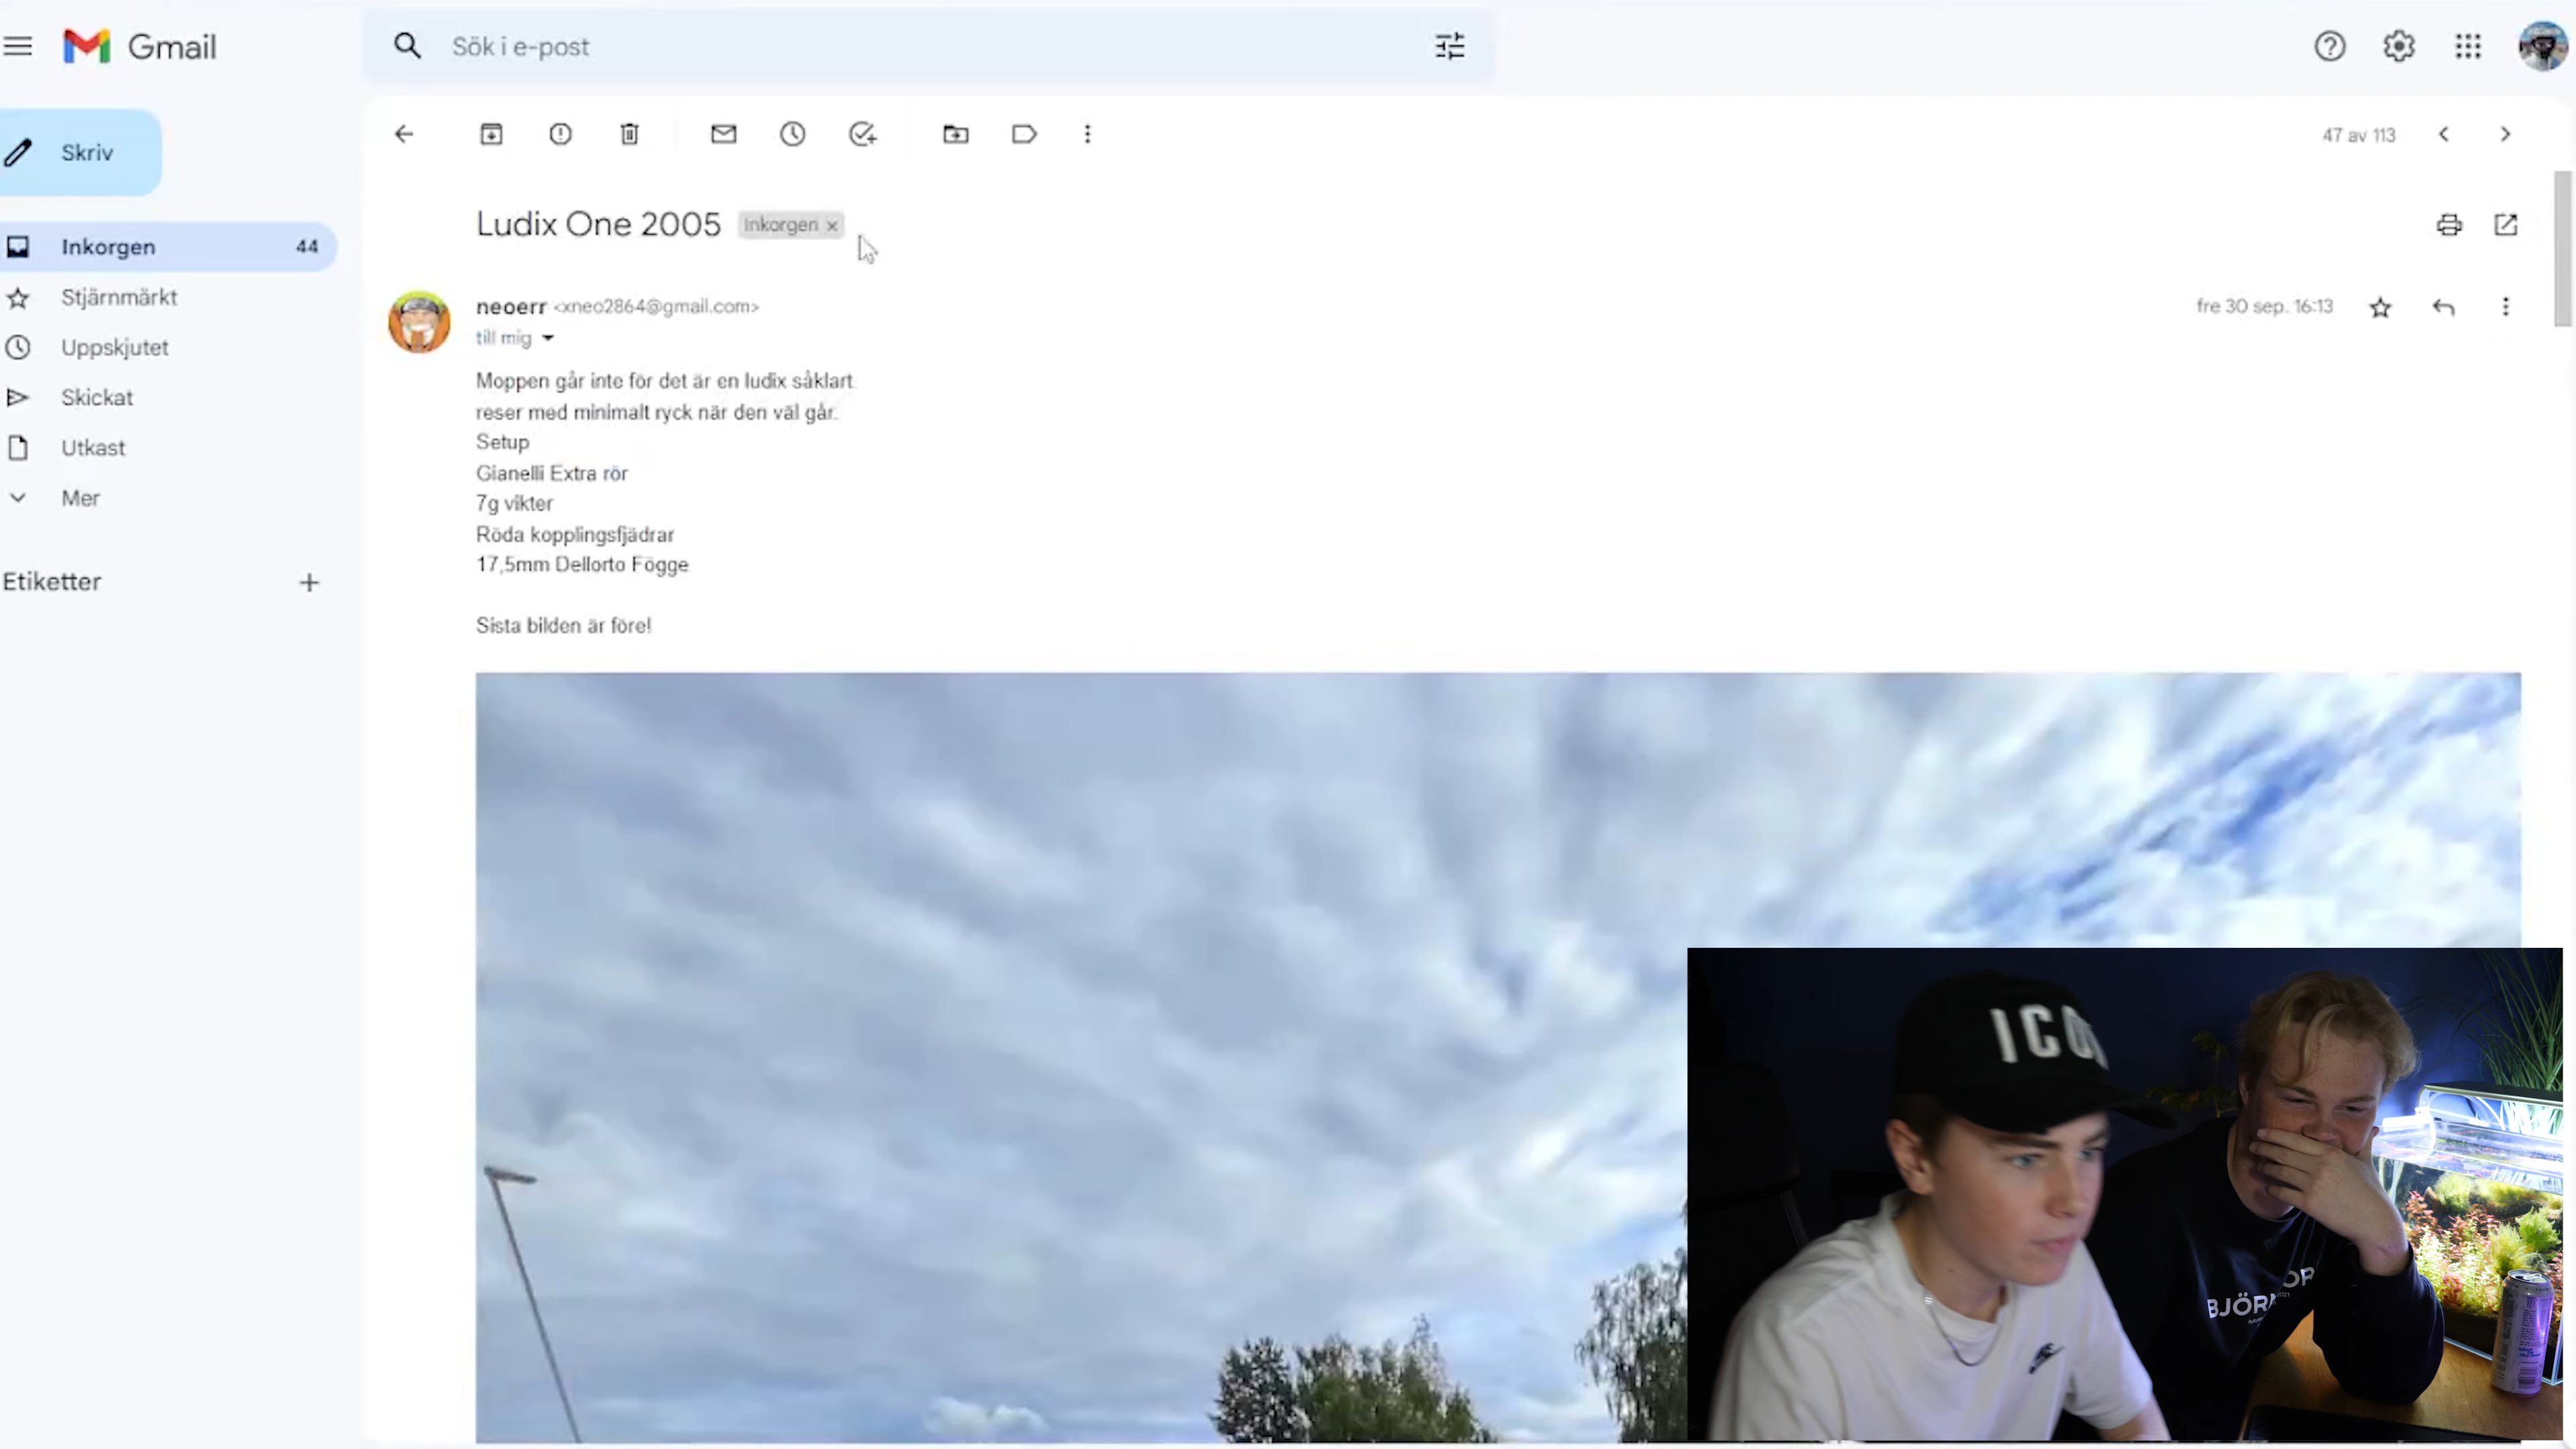 Gmail
Sök i e-post
Skriv
47 av 113
Ludix One 2005 Inkorgen ×
Inkorgen 44
neoerr <xneo2864@gmail.com>
fre 30 sep. 16:13
till mig
Stjärnmärkt
Uppskjutet
Skickat
Utkast
Mer
Etiketter +
Moppen går inte för det är en ludix såklart.
reser med minimalt ryck när den väl går.
Setup
Gianelli Extra rör
7g vikter
Röda kopplingsfjädrar
17,5mm Dellorto Fögge
Sista bilden är före!
ICO
BJÖR